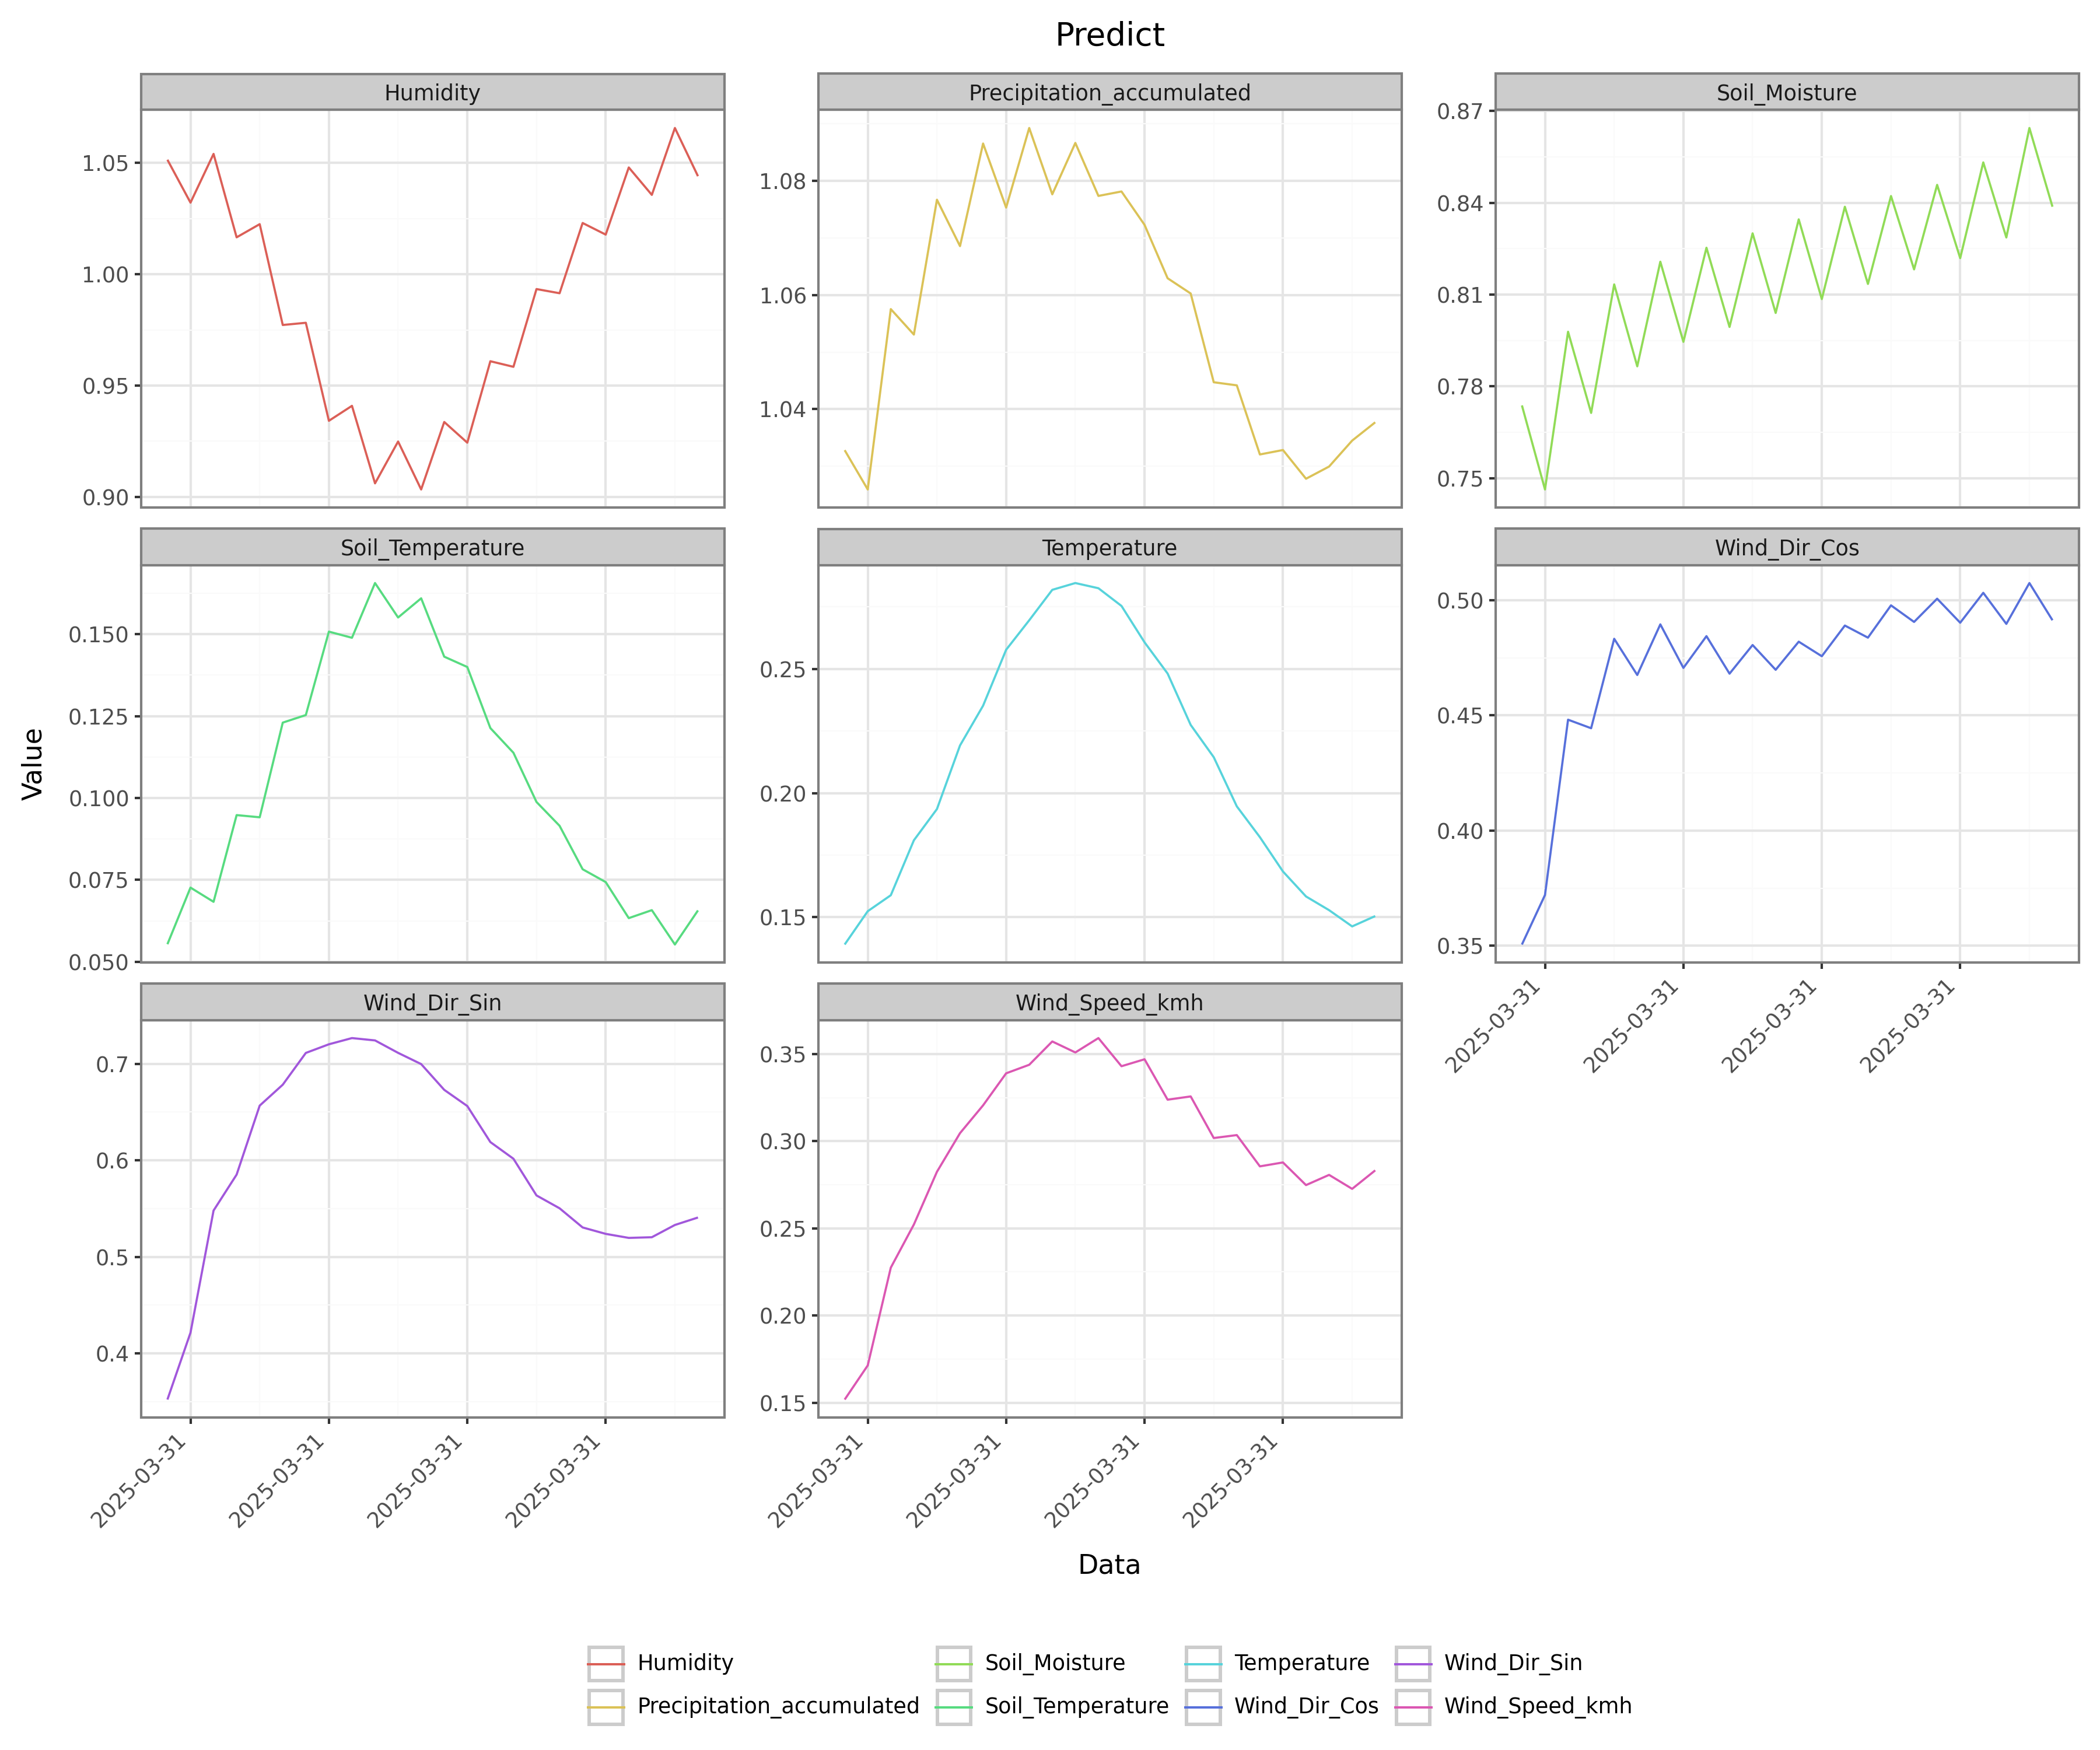 Predict
Humidity
Precipitation_accumulated
Soil_Moisture
1.05
1.00
0.95
0.90
1.08
1.06
1.04
0.87
0.84
0.81
0.78
0.75
Soil_Temperature
Temperature
Wind_Dir_Cos
0.150
0.125
0.100
0.075
0.050
0.25
0.20
0.15
0.50
0.45
0.40
0.35
2025-03-31
2025-03-31
2025-03-31
2025-03-31
Value
Wind_Dir_Sin
Wind_Speed_kmh
0.7
0.6
0.5
0.4
0.35
0.30
0.25
0.20
0.15
2025-03-31
2025-03-31
2025-03-31
2025-03-31
2025-03-31
2025-03-31
2025-03-31
2025-03-31
Data
Humidity
Soil_Moisture
Temperature
Wind_Dir_Sin
Precipitation_accumulated
Soil_Temperature
Wind_Dir_Cos
Wind_Speed_kmh